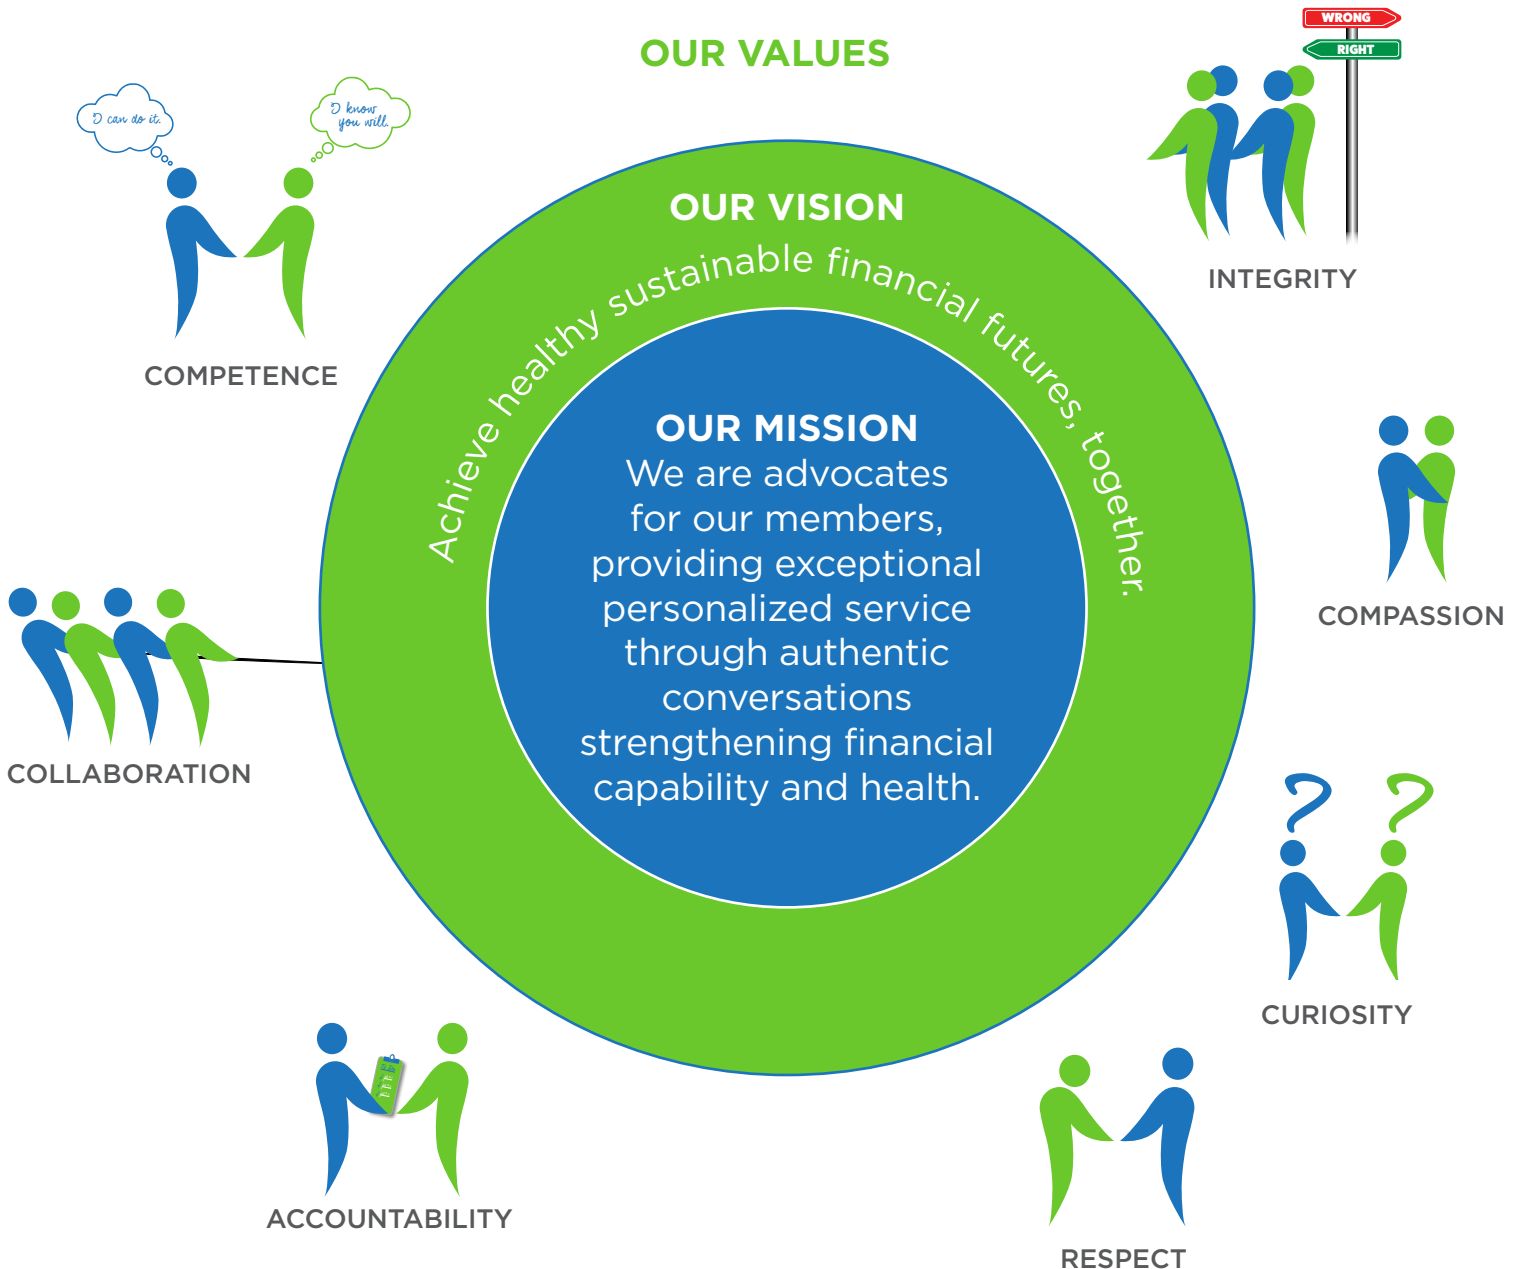 OUR VALUES
WRONG
RIGHT
I can do it.
I know
you will.
COMPETENCE
INTEGRITY
OUR VISION
Achieve healthy sustainable financial futures, together.
OUR MISSION
We are advocates
for our members,
providing exceptional
personalized service
through authentic
conversations
strengthening financial
capability and health.
COMPASSION
COLLABORATION
CURIOSITY
ACCOUNTABILITY
RESPECT